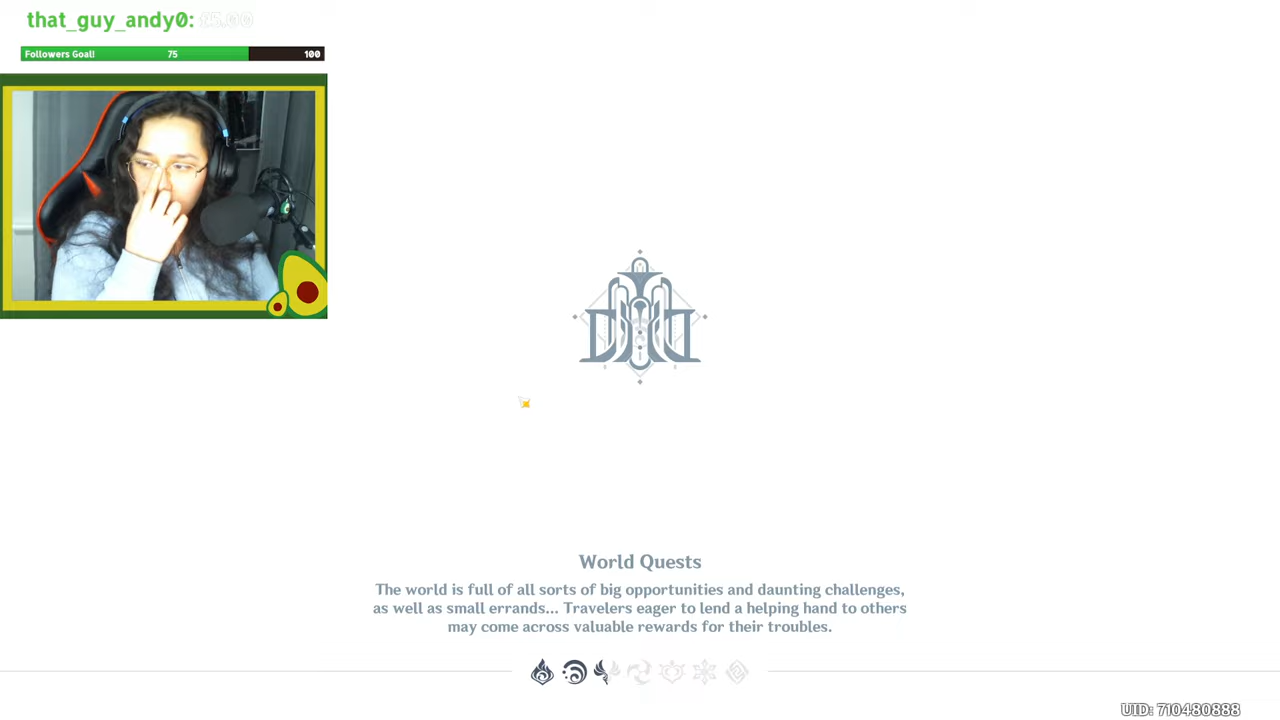 that_guy_andy0: £5.00
Followers Goal! 75 100
World Quests
The world is full of all sorts of big opportunities and daunting challenges,
as well as small errands... Travelers eager to lend a helping hand to others
may come across valuable rewards for their troubles.
UID: 710480888